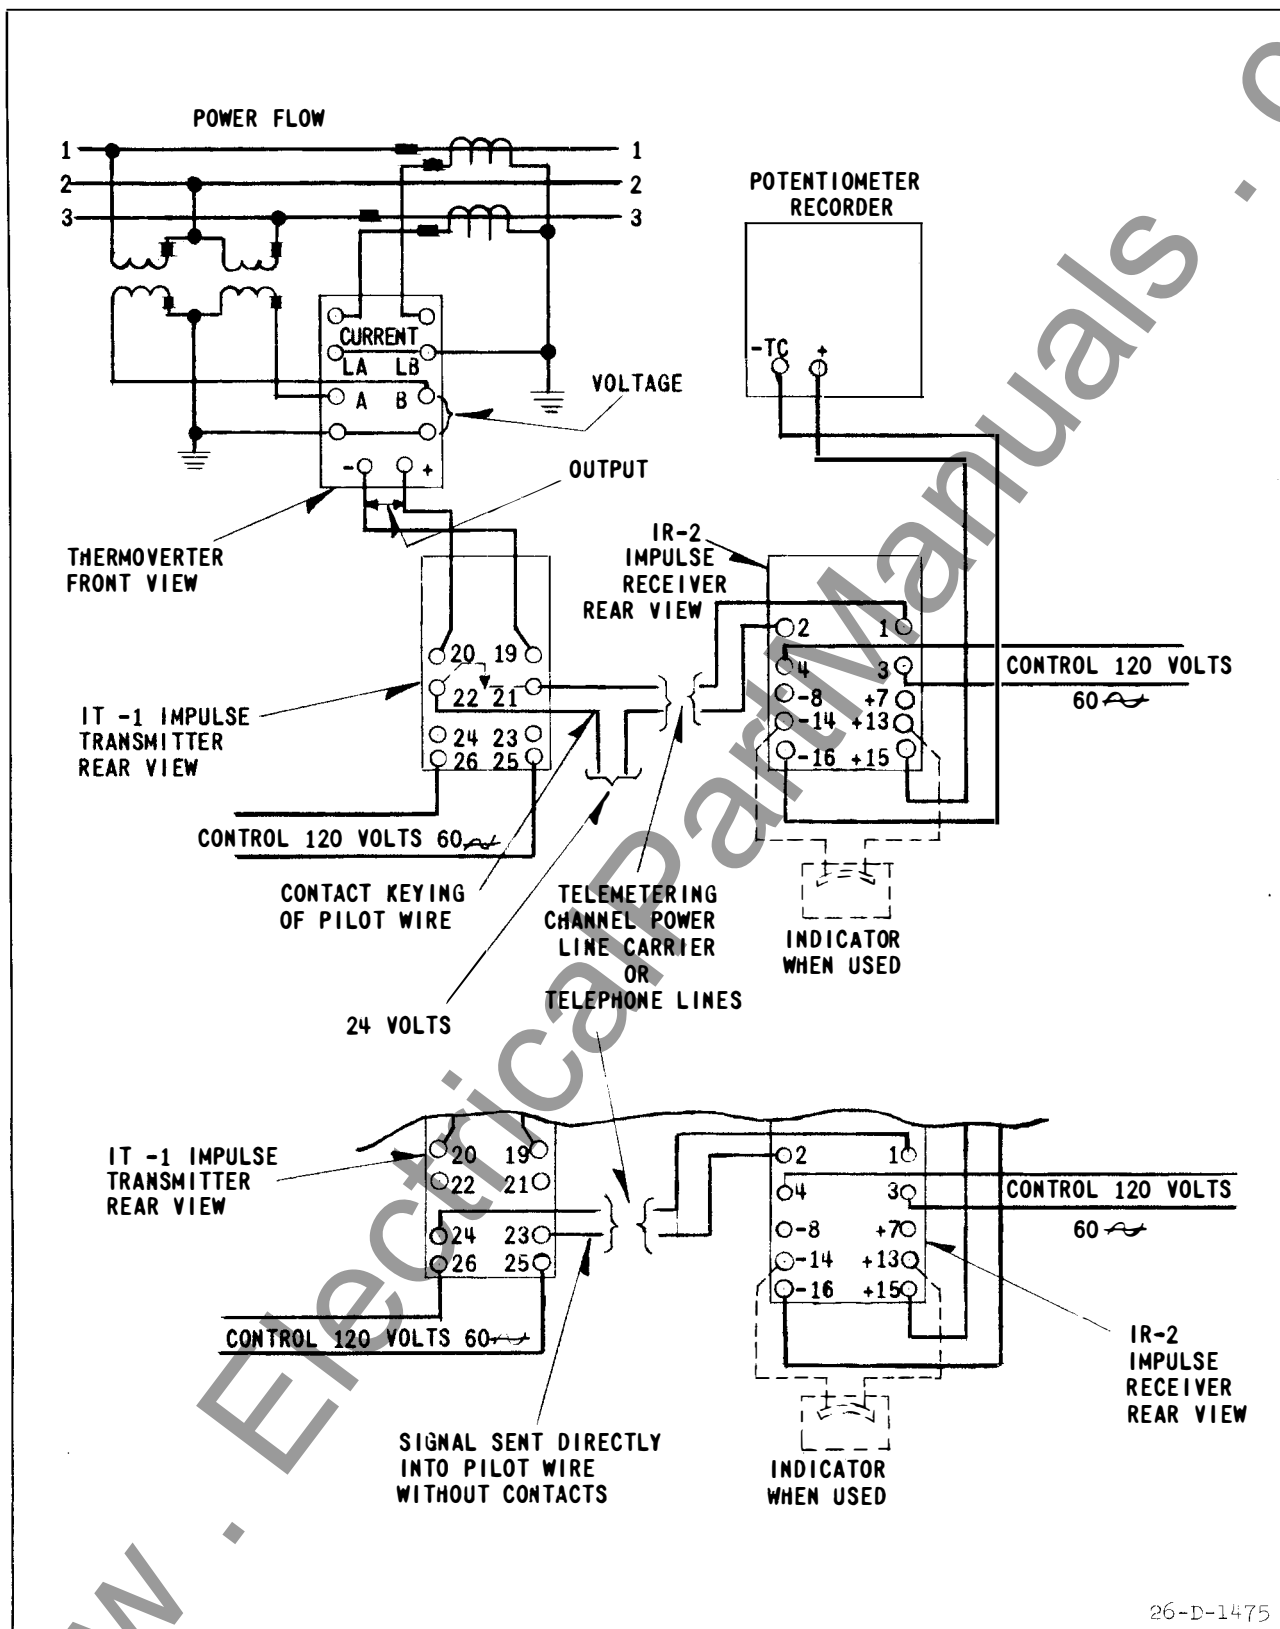 POWER FLOW
1 1
2 2
3 3
CURRENT
LA LB
A B
- +
VOLTAGE
OUTPUT
THERMOVERTER
FRONT VIEW
POTENTIOMETER
RECORDER
-TC +
IR-2
IMPULSE
RECEIVER
REAR VIEW
20 19
22 21
24 23
26 25
IT -1 IMPULSE
TRANSMITTER
REAR VIEW
CONTROL 120 VOLTS 60
2 1
4 3
-8 +7
-14 +13
-16 +15
CONTROL 120 VOLTS
60
CONTACT KEYING
OF PILOT WIRE
24 VOLTS
TELEMETERING
CHANNEL POWER
LINE CARRIER
OR
TELEPHONE LINES
INDICATOR
WHEN USED
IT -1 IMPULSE
TRANSMITTER
REAR VIEW
20 19
22 21
24 23
26 25
CONTROL 120 VOLTS 60
2 1
4 3
-8 +7
-14 +13
-16 +15
CONTROL 120 VOLTS
60
IR-2
IMPULSE
RECEIVER
REAR VIEW
SIGNAL SENT DIRECTLY
INTO PILOT WIRE
WITHOUT CONTACTS
INDICATOR
WHEN USED
26-D-1475
w . ElectricalPartManuals . c